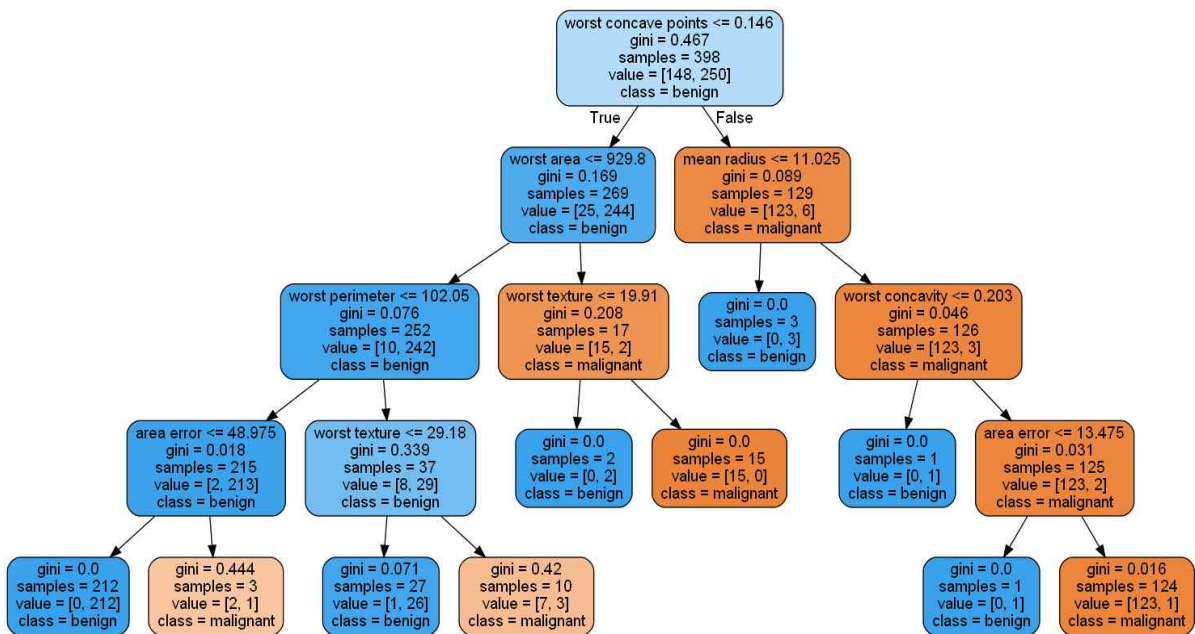 worst concave points <= 0.146
gini = 0.467
samples = 398
value = [148, 250]
class = benign
True
False
worst area <= 929.8
gini = 0.169
samples = 269
value = [25, 244]
class = benign
mean radius <= 11.025
gini = 0.089
samples = 129
value = [123, 6]
class = malignant
worst perimeter <= 102.05
gini = 0.076
samples = 252
value = [10, 242]
class = benign
worst texture <= 19.91
gini = 0.208
samples = 17
value = [15, 2]
class = malignant
gini = 0.0
samples = 3
value = [0, 3]
class = benign
worst concavity <= 0.203
gini = 0.046
samples = 126
value = [123, 3]
class = malignant
area error <= 48.975
gini = 0.018
samples = 215
value = [2, 213]
class = benign
worst texture <= 29.18
gini = 0.339
samples = 37
value = [8, 29]
class = benign
gini = 0.0
samples = 2
value = [0, 2]
class = benign
gini = 0.0
samples = 15
value = [15, 0]
class = malignant
gini = 0.0
samples = 1
value = [0, 1]
class = benign
area error <= 13.475
gini = 0.031
samples = 125
value = [123, 2]
class = malignant
gini = 0.0
samples = 212
value = [0, 212]
class = benign
gini = 0.444
samples = 3
value = [2, 1]
class = malignant
gini = 0.071
samples = 27
value = [1, 26]
class = benign
gini = 0.42
samples = 10
value = [7, 3]
class = malignant
gini = 0.0
samples = 1
value = [0, 1]
class = benign
gini = 0.016
samples = 124
value = [123, 1]
class = malignant